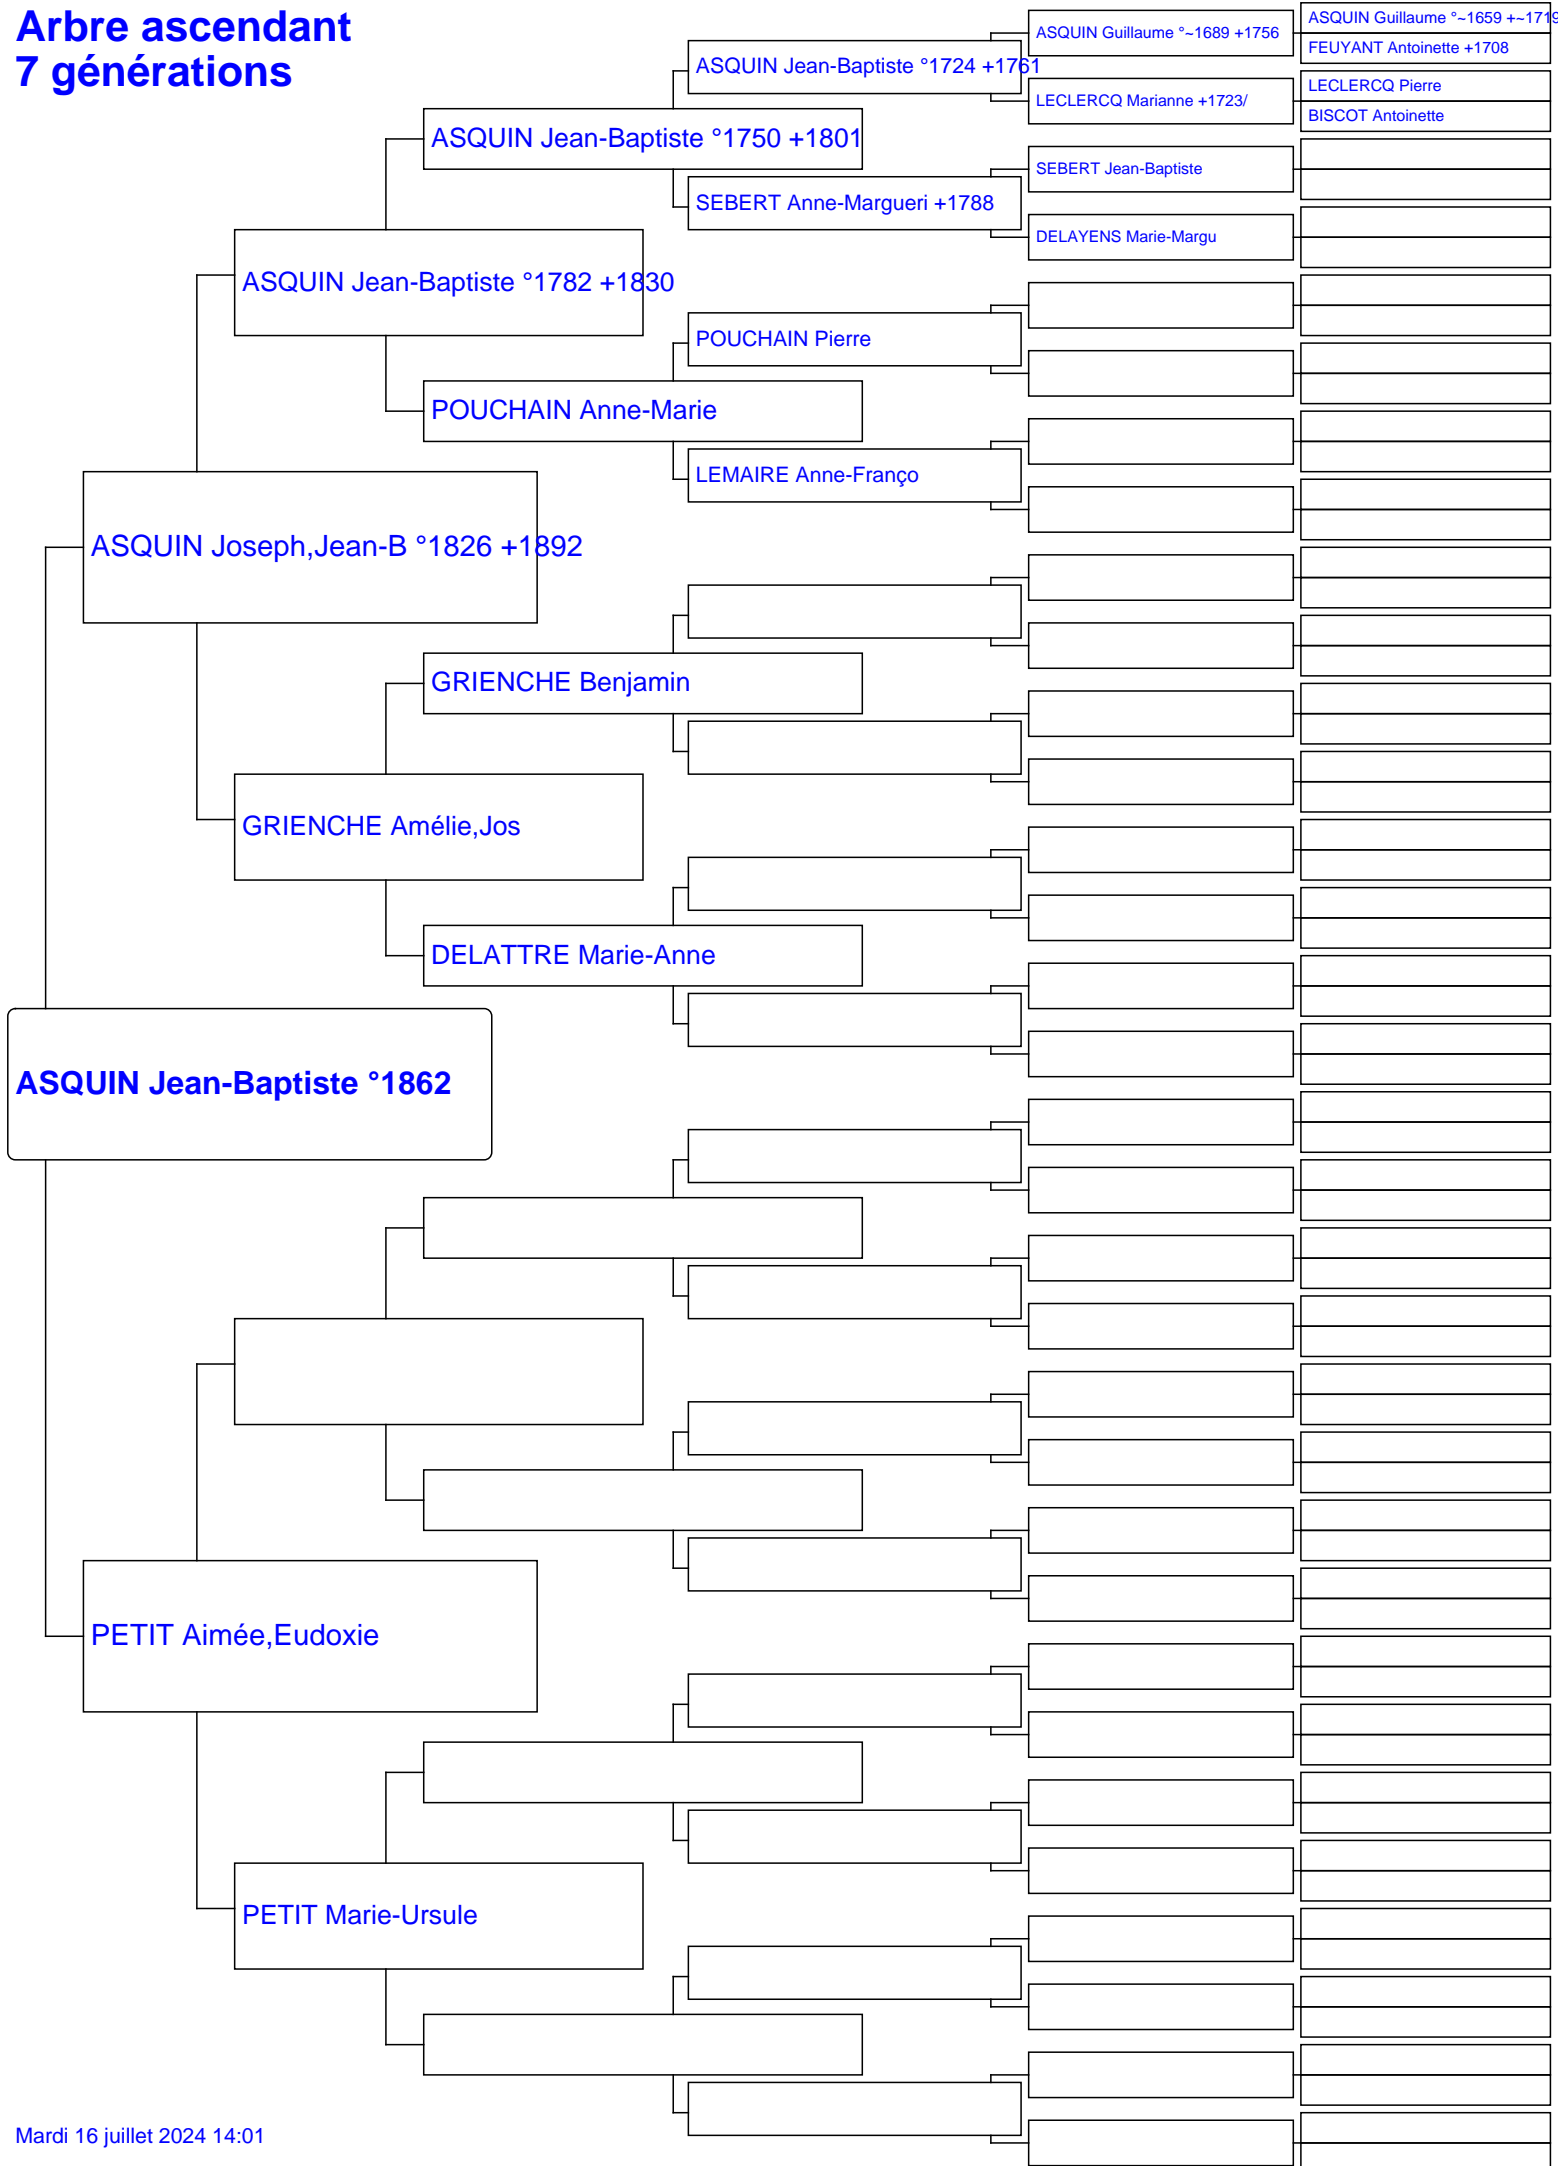 Arbre ascendant
7 générations
ASQUIN Guillaume °~1689 +1756
ASQUIN Guillaume °~1659 +~1719
FEUYANT Antoinette +1708
ASQUIN Jean-Baptiste °1724 +1761
LECLERCQ Marianne +1723/
LECLERCQ Pierre
BISCOT Antoinette
ASQUIN Jean-Baptiste °1750 +1801
SEBERT Jean-Baptiste
SEBERT Anne-Margueri +1788
DELAYENS Marie-Margu
ASQUIN Jean-Baptiste °1782 +1830
POUCHAIN Pierre
POUCHAIN Anne-Marie
LEMAIRE Anne-Franço
ASQUIN Joseph,Jean-B °1826 +1892
GRIENCHE Benjamin
GRIENCHE Amélie,Jos
DELATTRE Marie-Anne
ASQUIN Jean-Baptiste °1862
PETIT Aimée,Eudoxie
PETIT Marie-Ursule
Mardi 16 juillet 2024 14:01